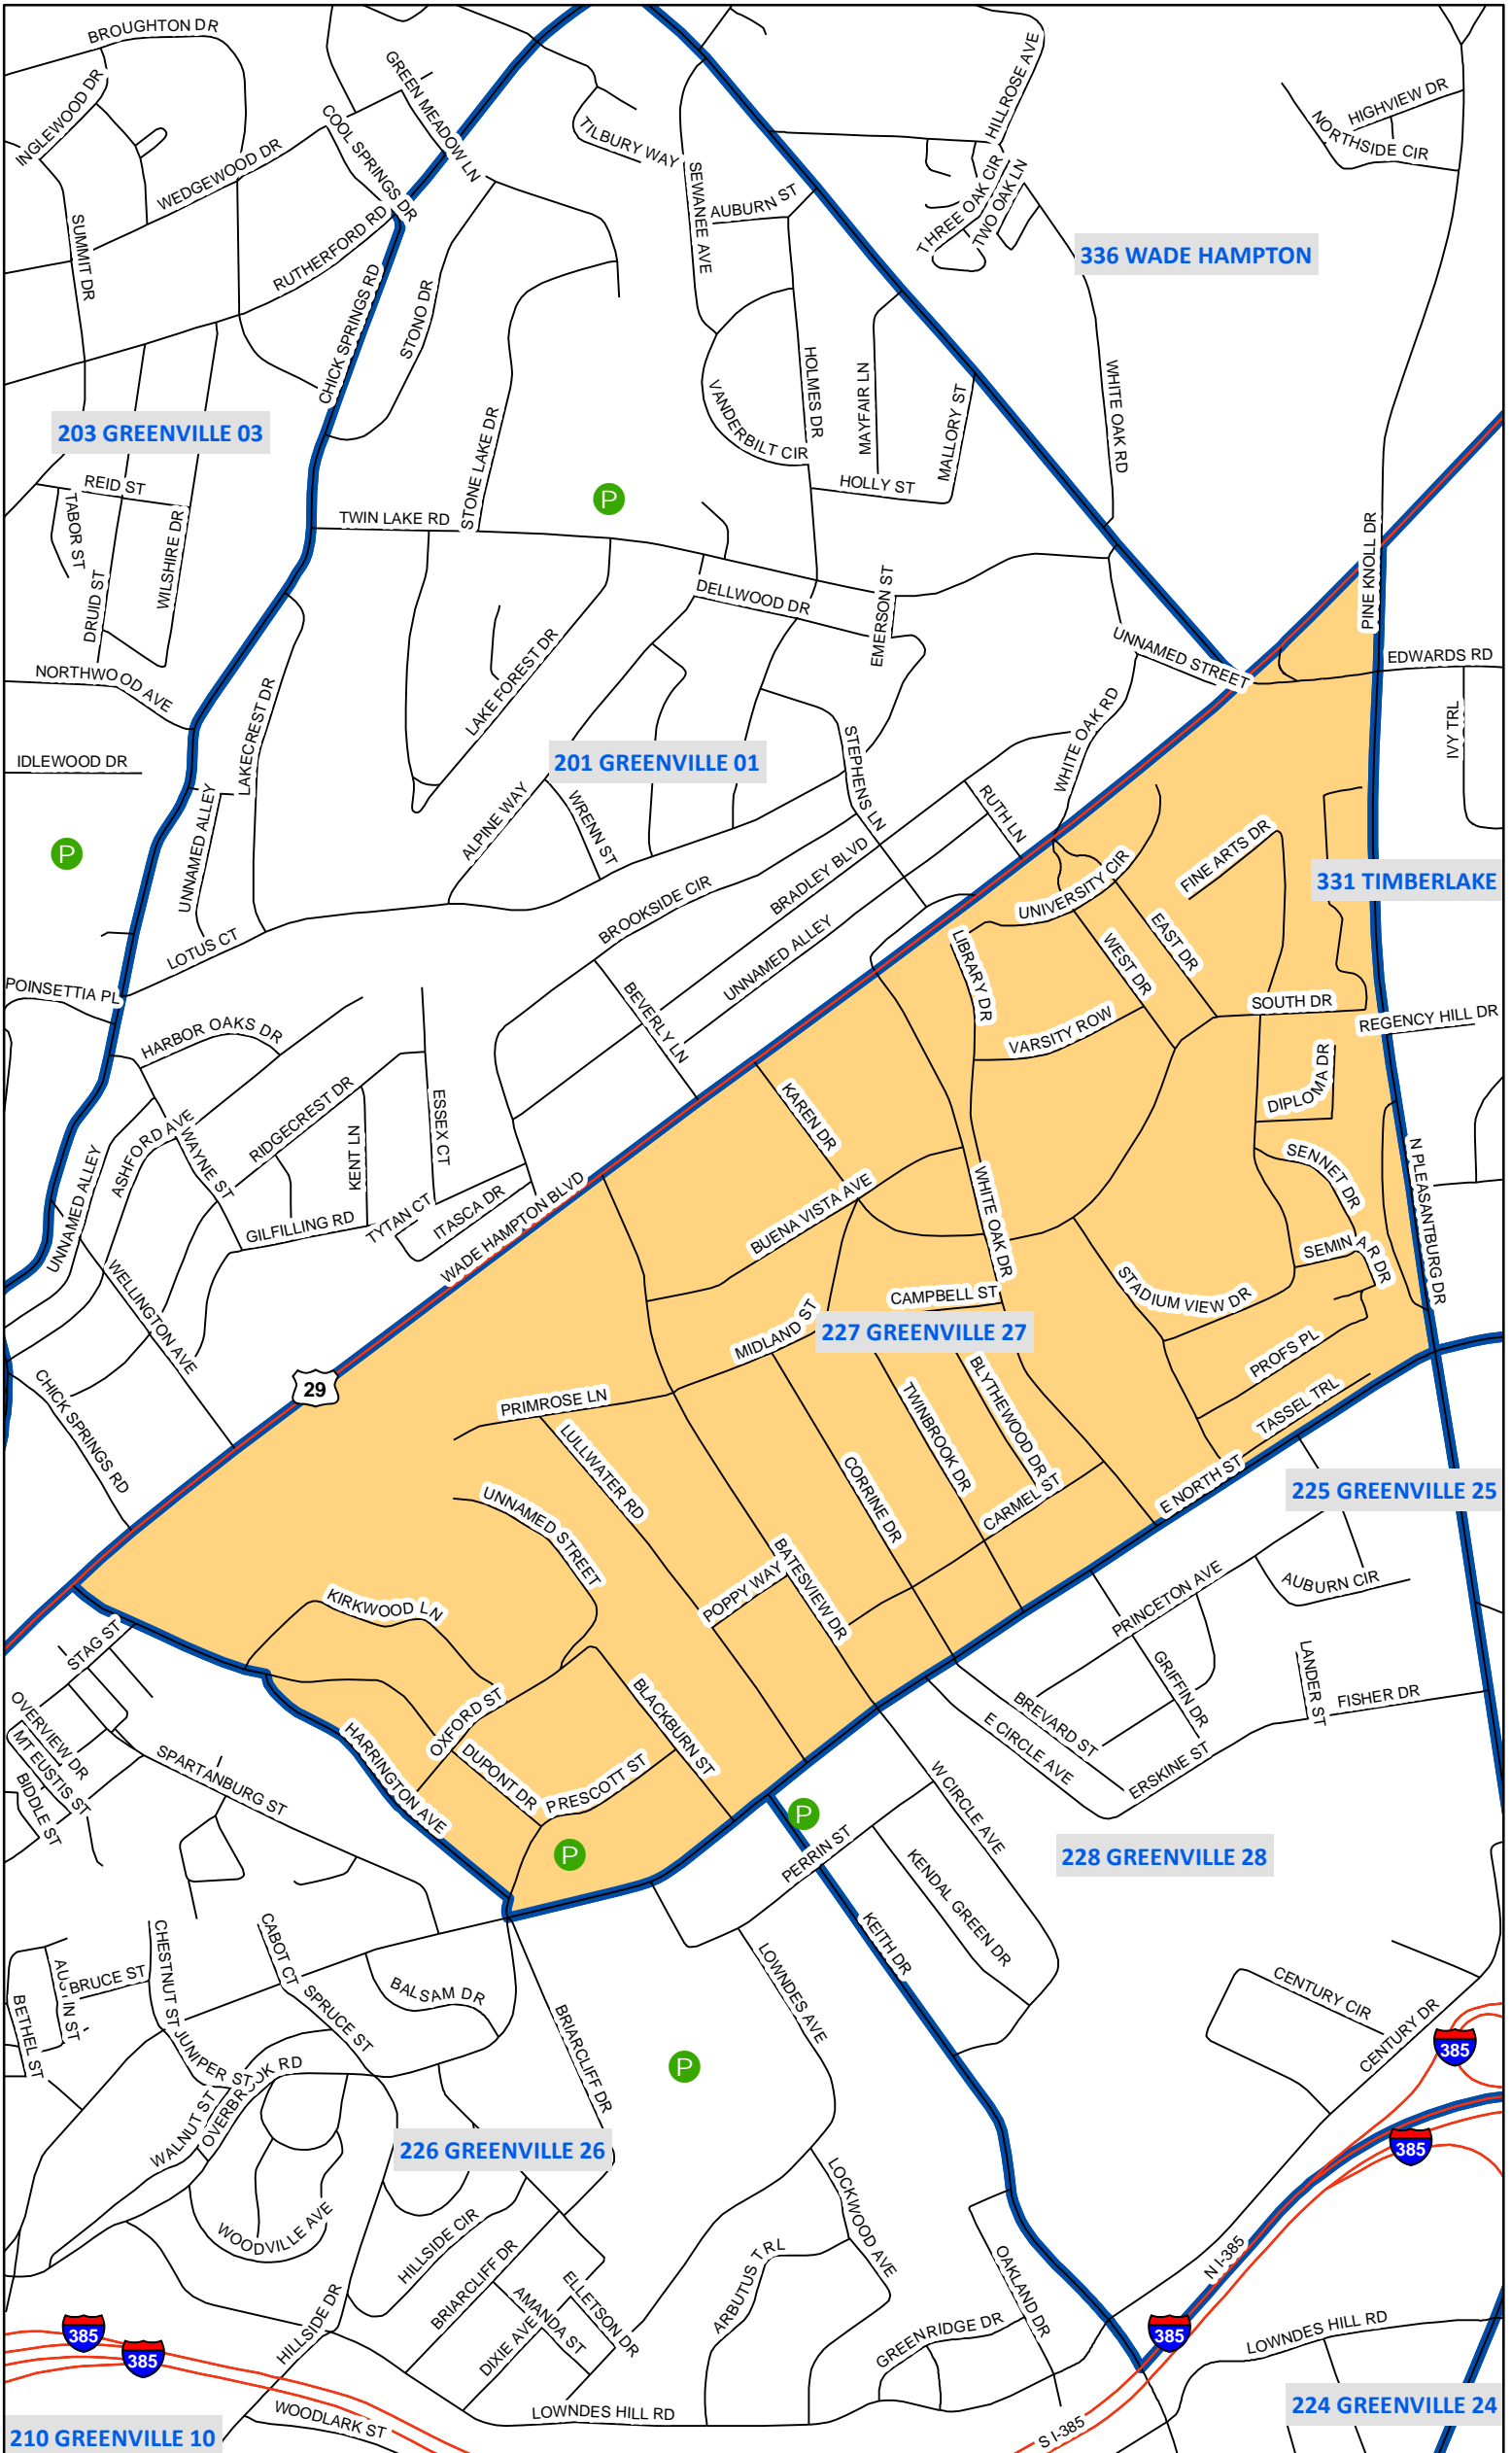 BROUGHTON DR
INGLEWOOD DR
GREEN MEADOW LN
COOL SPRINGS DR
WEDGEWOOD DR
SUMMIT DR
RUTHERFORD RD
CHICK SPRINGS RD
STONO DR
TILBURY WAY
SEWANEE AVE
AUBURN ST
HILLROSE AVE
THREE OAK CIR
TWO OAK LN
HIGHVIEW DR
NORTHSIDE CIR
336 WADE HAMPTON
203 GREENVILLE 03
REID ST
TABOR ST
DRUID ST
WILSHIRE DR
STONE LAKE DR
TWIN LAKE RD
P
VANDERBILT CIR
HOLMES DR
MAYFAIR LN
MALLORY ST
HOLLY ST
WHITE OAK RD
PINE KNOLL DR
DELLWOOD DR
EMERSON ST
UNNAMED STREET
EDWARDS RD
IVY TRL
NORTHWOOD AVE
IDLEWOOD DR
LAKECREST DR
LAKE FOREST DR
201 GREENVILLE 01
STEPHENS LN
WHITE OAK RD
P
UNNAMED ALLEY
ALPINE WAY
WRENN ST
RUTH LN
BRADLEY BLVD
BROOKSIDE CIR
UNNAMED ALLEY
UNIVERSITY CIR
FINE ARTS DR
331 TIMBERLAKE
LOTUS CT
POINSETTIA PL
LIBRARY DR
WEST DR
EAST DR
SOUTH DR
REGENCY HILL DR
VARSITY ROW
DIPLOMA DR
HARBOR OAKS DR
BEVERLY LN
RIDGECREST DR
KENT LN
ESSEX CT
ASHFORD AVE
WAYNE ST
UNNAMED ALLEY
GILFILLING RD
TYTAN CT
ITASCA DR
WADE HAMPTON BLVD
KAREN DR
BUENA VISTA AVE
WHITE OAK DR
SENNET DR
SEMINAR DR
N PLEASANTBURG DR
STADIUM VIEW DR
CAMPBELL ST
227 GREENVILLE 27
MIDLAND ST
WELLINGTON AVE
CHICK SPRINGS RD
29
PRIMROSE LN
LULLWATER RD
TWINBROOK DR
BLYTHEWOOD DR
CORRINE DR
CARMEL ST
PROFS PL
TASSEL TRL
E NORTH ST
225 GREENVILLE 25
UNNAMED STREET
BATESVIEW DR
POPPY WAY
KIRKWOOD LN
STAG ST
OVERVIEW DR
MT EUSTIS ST
BIDDLE ST
SPARTANBURG ST
HARRINGTON AVE
OXFORD ST
DUPONT DR
PRESCOTT ST
BLACKBURN ST
P
P
PRINCETON AVE
AUBURN CIR
GRIFFIN DR
LANDER ST
FISHER DR
BREVARD ST
E CIRCLE AVE
ERSKINE ST
W CIRCLE AVE
PERRIN ST
KENDAL GREEN DR
228 GREENVILLE 28
KEITH DR
LOWNDES AVE
CHESTNUT ST
CABOT CT
SPRUCE ST
BALSAM DR
BRIARCLIFF DR
AUSTIN ST
BRUCE ST
BETHEL ST
JUNIPER ST
OVERBROOK RD
WALNUT ST
P
CENTURY CIR
CENTURY DR
385
385
226 GREENVILLE 26
WOODVILLE AVE
HILLSIDE CIR
BRIARCLIFF DR
HILLSIDE DR
AMANDA ST
ELLETSON DR
DIXIE AVE
ARBUTUS TRL
LOCKWOOD AVE
OAKLAND DR
GREENRIDGE DR
N I-385
385
S I-385
LOWNDES HILL RD
385
385
WOODLARK ST
LOWNDES HILL RD
210 GREENVILLE 10
224 GREENVILLE 24